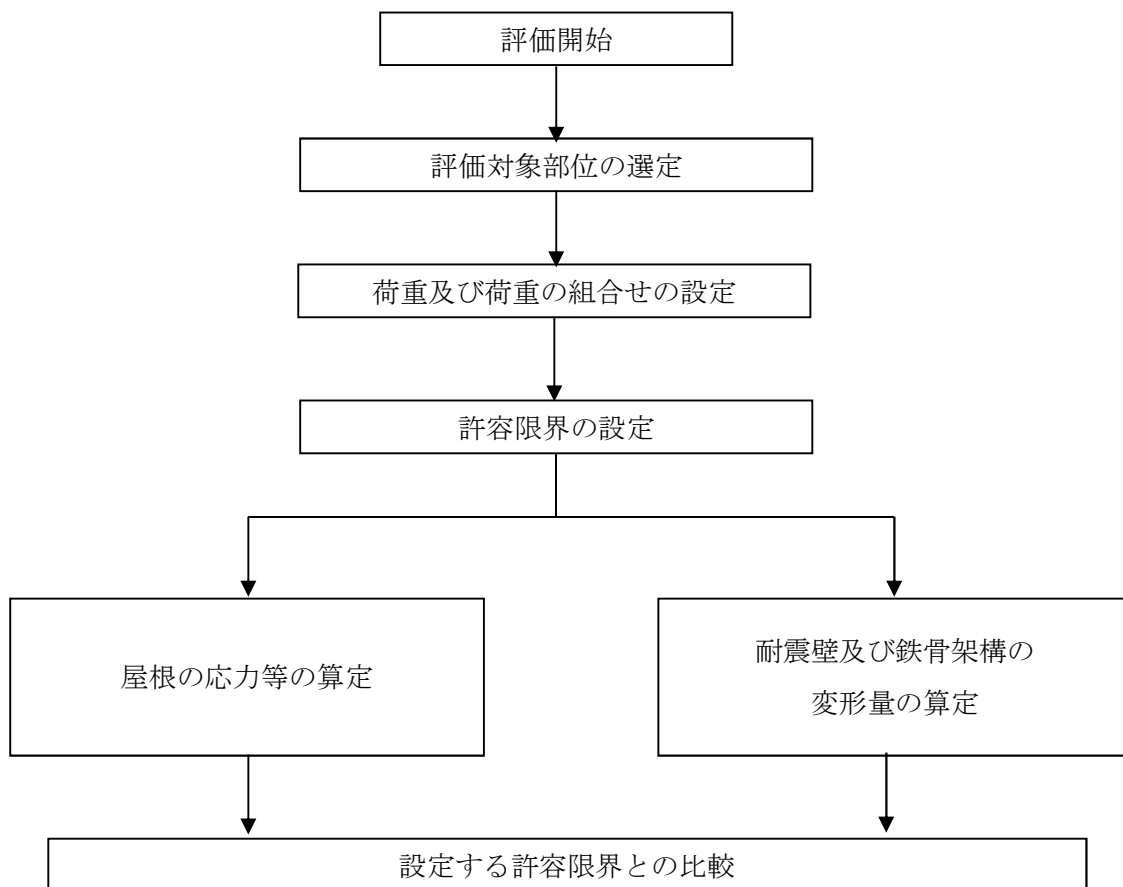 評価開始
評価対象部位の選定
荷重及び荷重の組合せの設定
許容限界の設定
屋根の応力等の算定
耐震壁及び鉄骨架構の
変形量の算定
設定する許容限界との比較